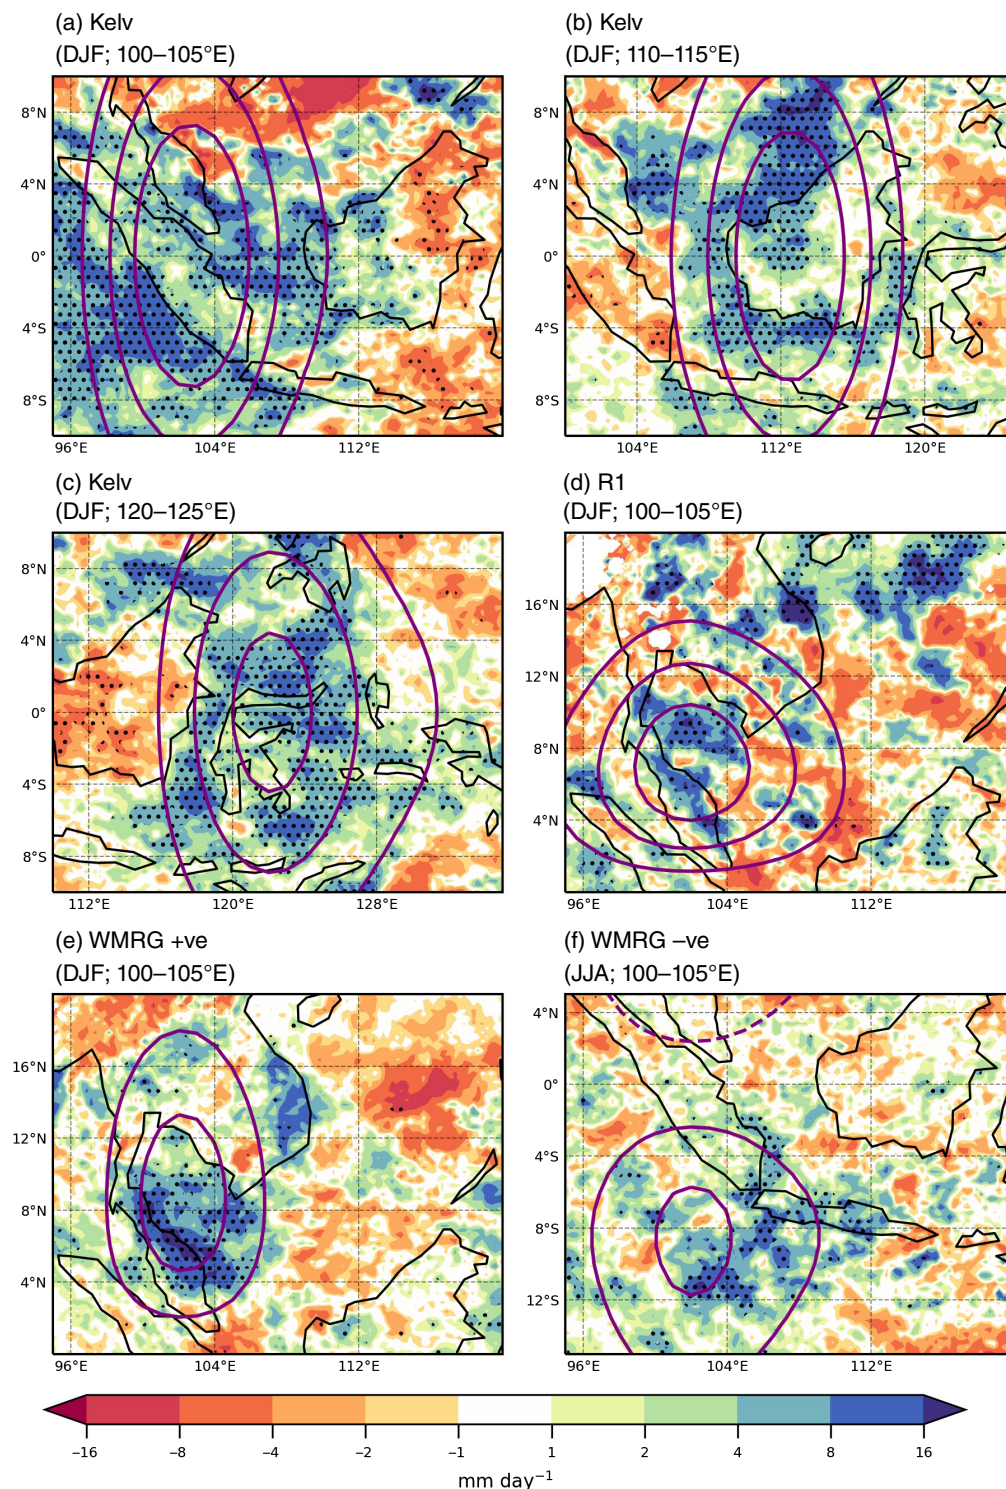 (a) Kelv
(DJF; 100–105°E)
(b) Kelv
(DJF; 110–115°E)
8°N
4°N
0°
4°S
8°S
96°E 104°E 112°E
8°N
4°N
0°
4°S
8°S
104°E 112°E 120°E
(c) Kelv
(DJF; 120–125°E)
(d) R1
(DJF; 100–105°E)
8°N
4°N
0°
4°S
8°S
112°E 120°E 128°E
16°N
12°N
8°N
4°N
96°E 104°E 112°E
(e) WMRG +ve
(DJF; 100–105°E)
(f) WMRG –ve
(JJA; 100–105°E)
16°N
12°N
8°N
4°N
96°E 104°E 112°E
4°N
0°
4°S
8°S
12°S
96°E 104°E 112°E
−16 −8 −4 −2 −1 1 2 4 8 16
mm day⁻¹